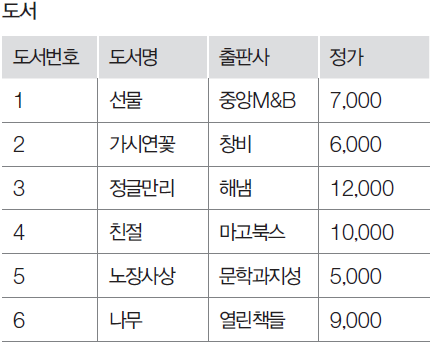 도서
도서번호 도서명 출판사 정가
1 선물 중앙M&B 7,000
2 가시연꽃 창비 6,000
3 정글만리 해냄 12,000
4 친절 마고북스 10,000
5 노장사상 문학과지성 5,000
6 나무 열린책들 9,000